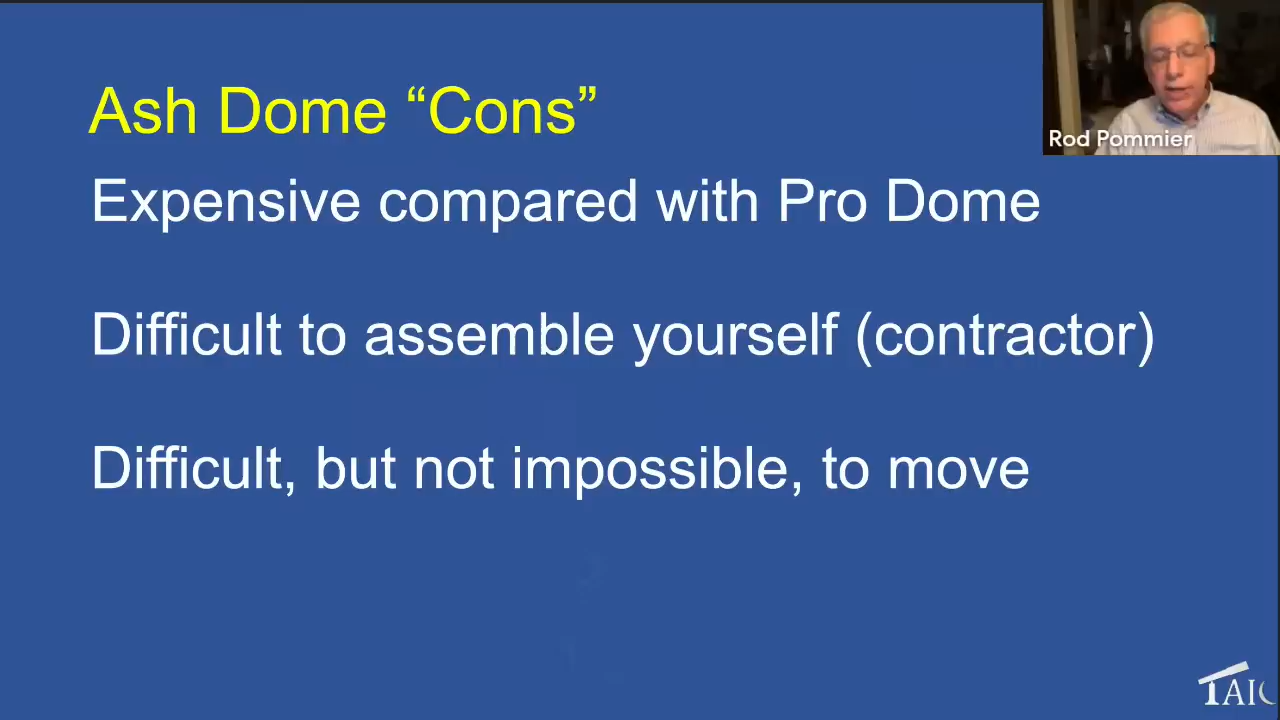 Ash Dome “Cons”
Rod Pommier
Expensive compared with Pro Dome
Difficult to assemble yourself (contractor)
Difficult, but not impossible, to move
TAIC